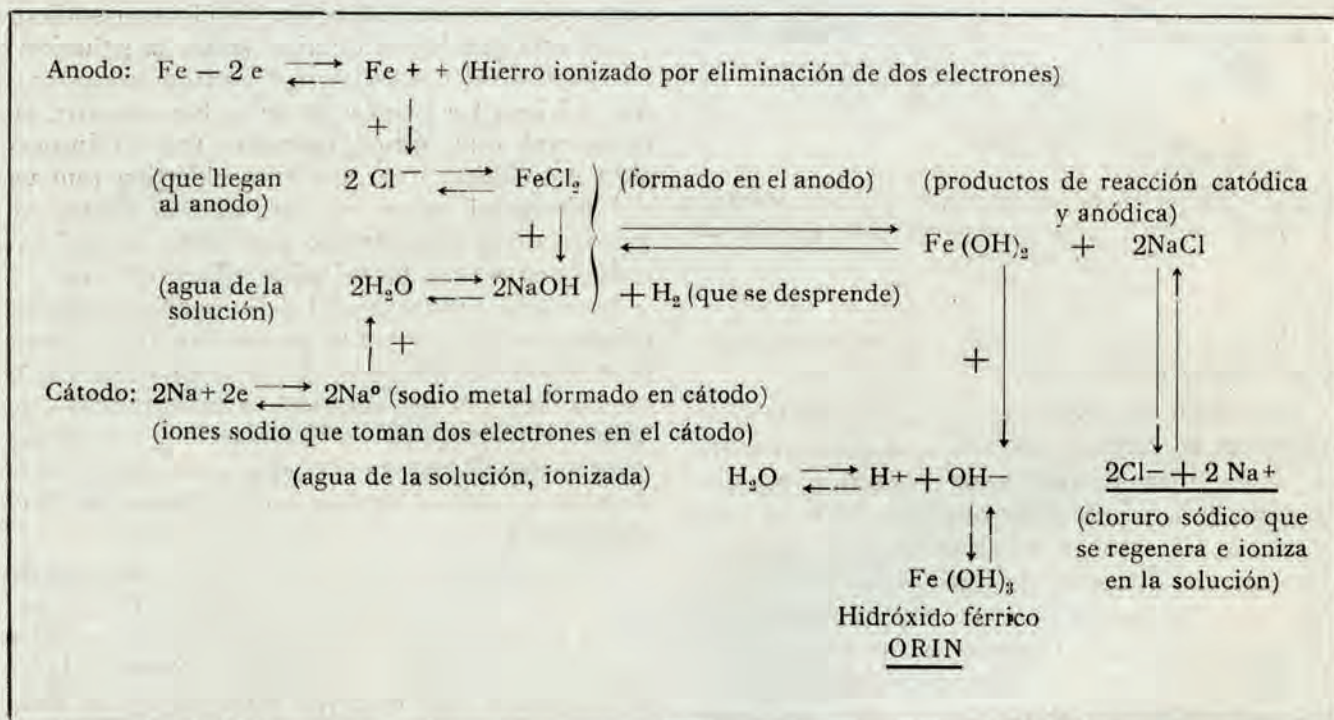 Anodo: Fe — 2 e ⇄ Fe + + (Hierro ionizado por eliminación de dos electrones)
+ ↓
(que llegan al anodo) 2 Cl⁻ ⇄ FeCl₂ (formado en el anodo) (productos de reacción catódica y anódica)
+ ↓ ⇄ Fe (OH)₂ + 2NaCl
(agua de la solución) 2H₂O ⇄ 2NaOH + H₂ (que se desprende)
↑ + + ↓ ↓↑
Cátodo: 2Na+ 2e ⇄ 2Naº (sodio metal formado en cátodo)
(iones sodio que toman dos electrones en el cátodo)
(agua de la solución, ionizada) H₂O ⇄ H+ + OH— 2Cl— + 2 Na+
↓↑ (cloruro sódico que
se regenera e ioniza
Fe (OH)₃ en la solución)
Hidróxido férrico
ORIN